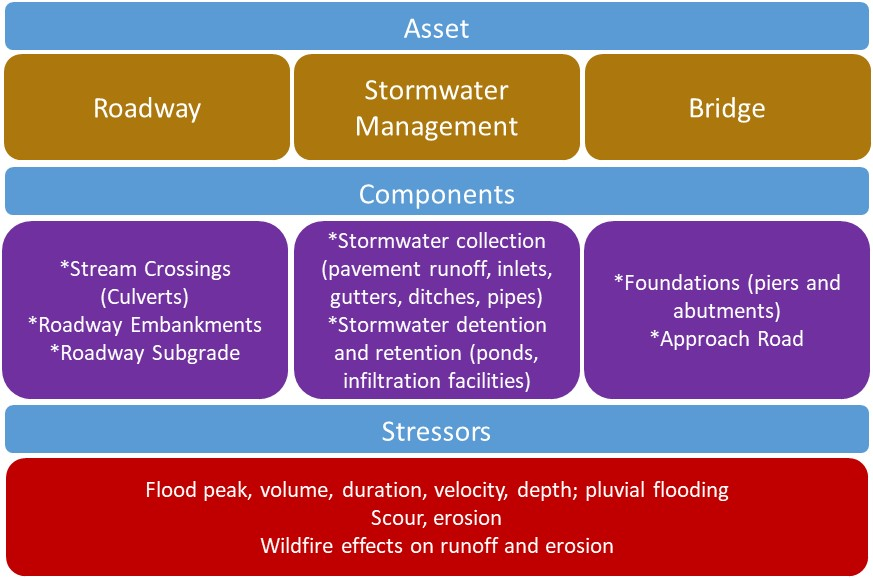 Asset
Roadway
Stormwater
Management
Bridge
Components
*Stream Crossings
(Culverts)
*Roadway Embankments
*Roadway Subgrade
*Stormwater collection
(pavement runoff, inlets,
gutters, ditches, pipes)
*Stormwater detention
and retention (ponds,
infiltration facilities)
*Foundations (piers and
abutments)
*Approach Road
Stressors
Flood peak, volume, duration, velocity, depth; pluvial flooding
Scour, erosion
Wildfire effects on runoff and erosion